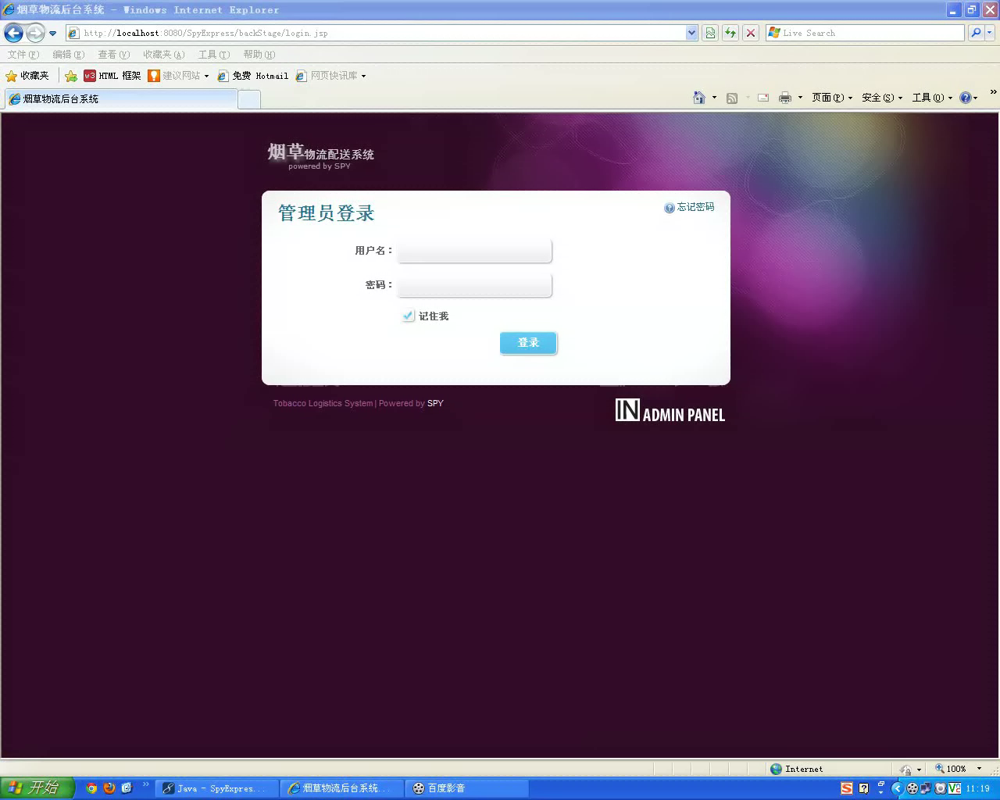 烟草物流后台系统 - Windows Internet Explorer
http://localhost:8080/SpyExpress/backStage/login.jsp
Live Search
文件(F) 编辑(E) 查看(V) 收藏夹(A) 工具(T) 帮助(H)
收藏夹 W3 HTML 框架 建议网站 免费 Hotmail 网页快讯库
烟草物流后台系统 页面(P) 安全(S) 工具(O) »
烟草物流配送系统
powered by SPY
管理员登录 忘记密码
用户名：
密码：
记住我
登录
Tobacco Logistics System | Powered by SPY
IN ADMIN PANEL
Internet 100%
开始 » Java - SpyExpres... 烟草物流后台系统... 百度影音 11:19